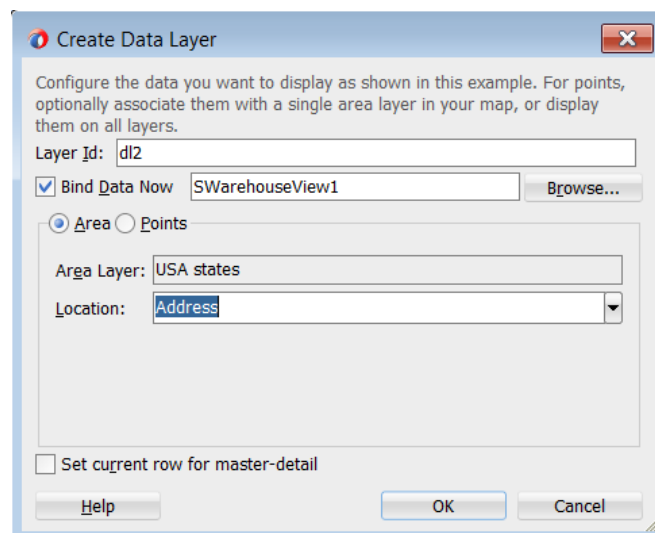 Create Data Layer
Configure the data you want to display as shown in this example. For points,
optionally associate them with a single area layer in your map, or display
them on all layers.
Layer Id: dl2
Bind Data Now SWarehouseView1 Browse...
Area Points
Area Layer: USA states
Location: Address
Set current row for master-detail
Help OK Cancel